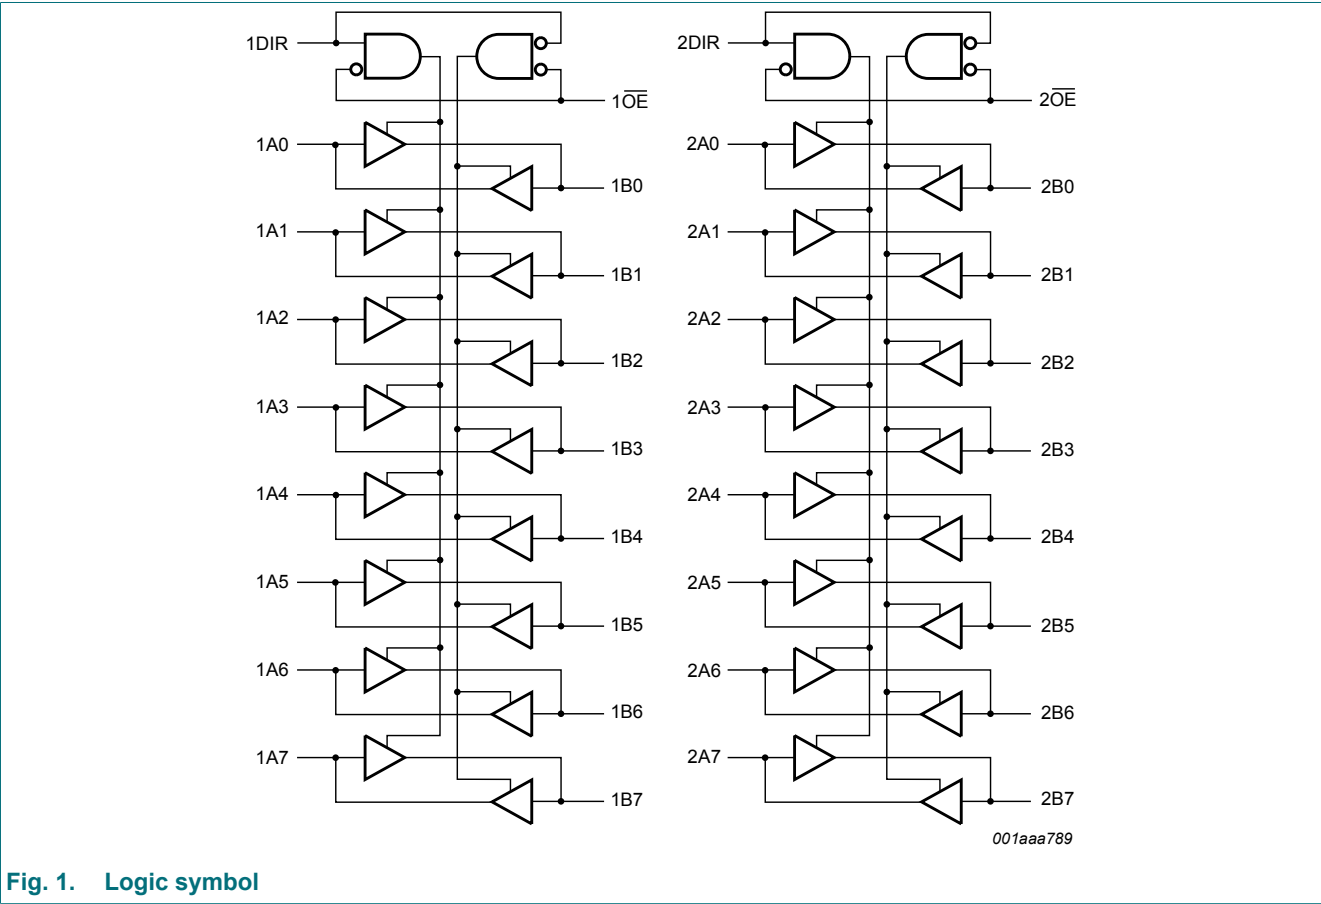 1DIR
1O̅E̅
1A0
1B0
1A1
1B1
1A2
1B2
1A3
1B3
1A4
1B4
1A5
1B5
1A6
1B6
1A7
1B7
2DIR
2O̅E̅
2A0
2B0
2A1
2B1
2A2
2B2
2A3
2B3
2A4
2B4
2A5
2B5
2A6
2B6
2A7
2B7
001aaa789
Fig. 1. Logic symbol